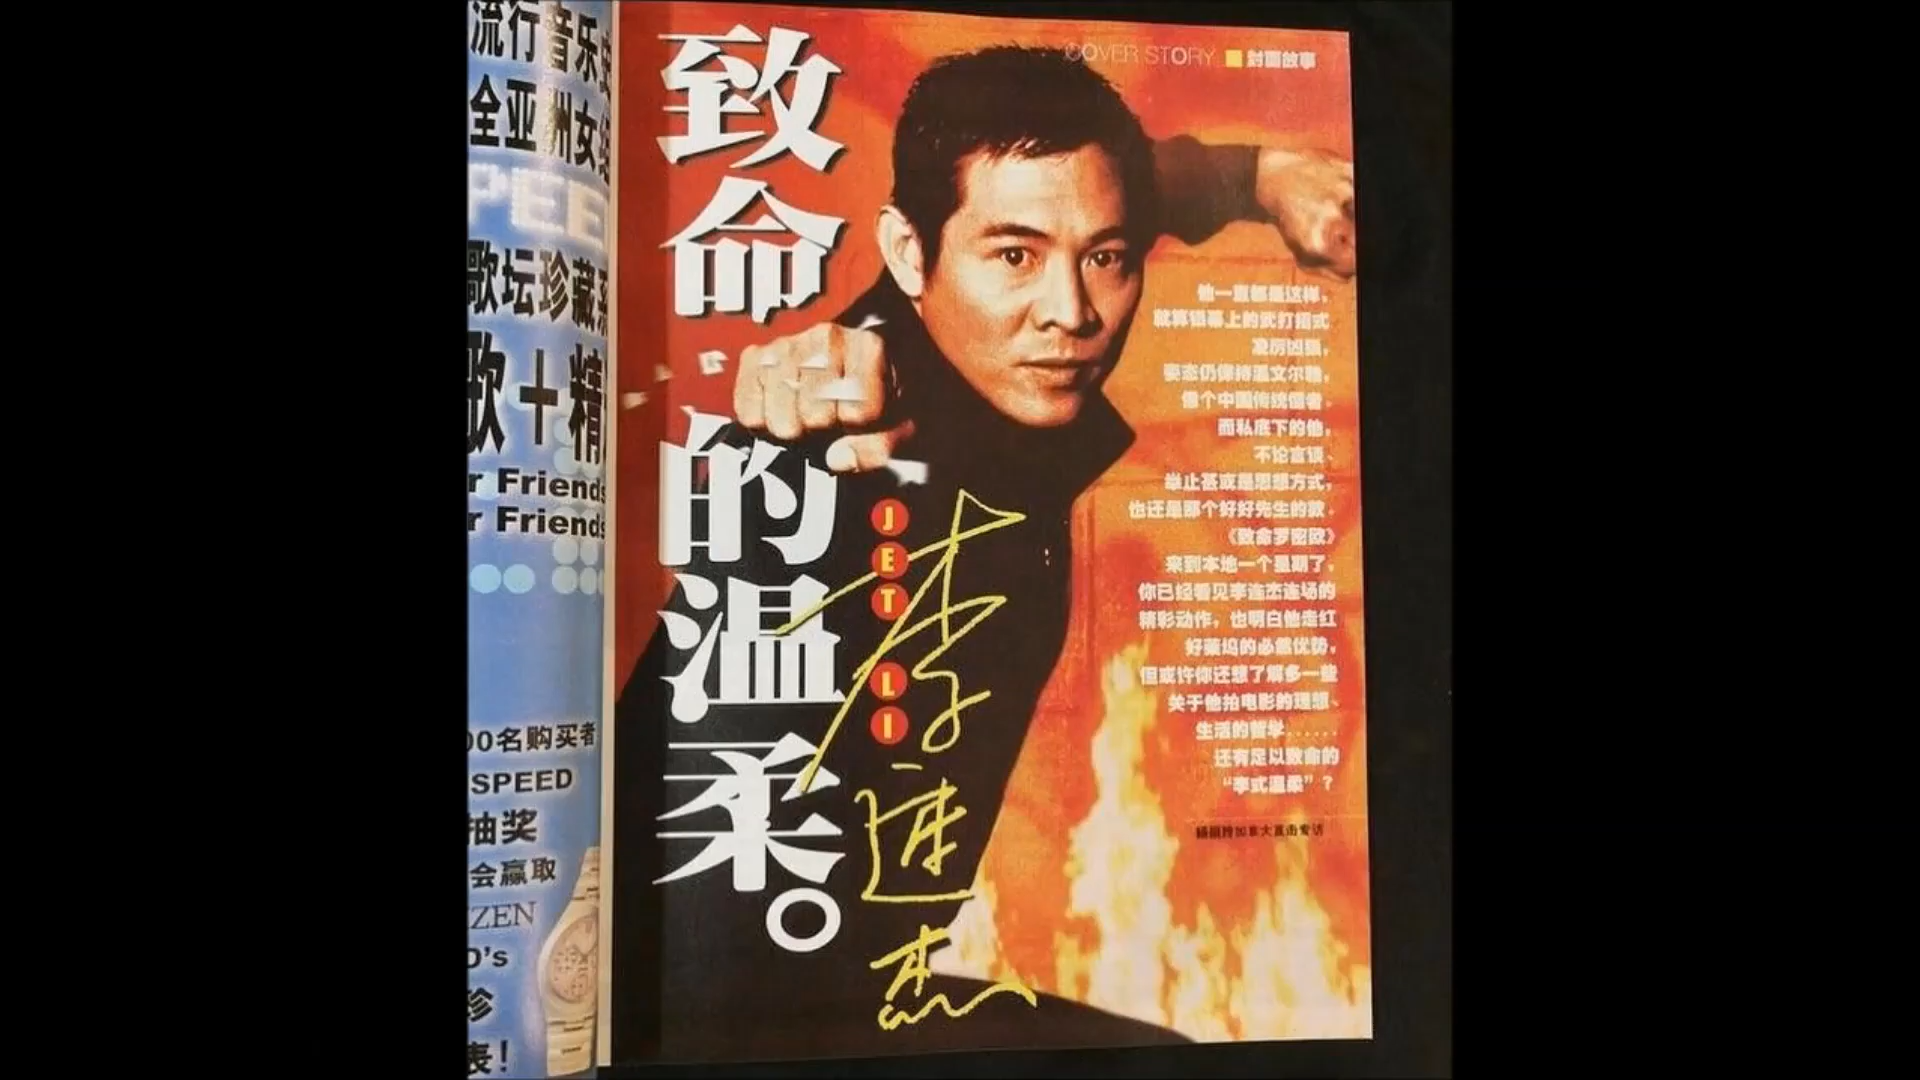 流行音乐
全亚洲女
PEE
歌坛珍藏
歌＋精
r Friends
r Friends
00名购买者
SPEED
抽奖
会赢取
ZEN
D's
珍
表！
COVER STORY 封面故事
致命的温柔。
JET LI
李连杰
他一直都是这样，
就算银幕上的武打招式
凌厉凶狠，
姿态仍保持温文尔雅，
像个中国传统儒者。
而私底下的他，
不论言谈、
举止甚或是思想方式，
也还是那个好好先生的款。
《致命罗密欧》
来到本地一个星期了，
你已经看见李连杰连场的
精彩动作，也明白他走红
好莱坞的必然优势，
但或许你还想了解多一些
关于他拍电影的理想、
生活的哲学......
还有足以致命的
“李式温柔”？
加拿大直击专访